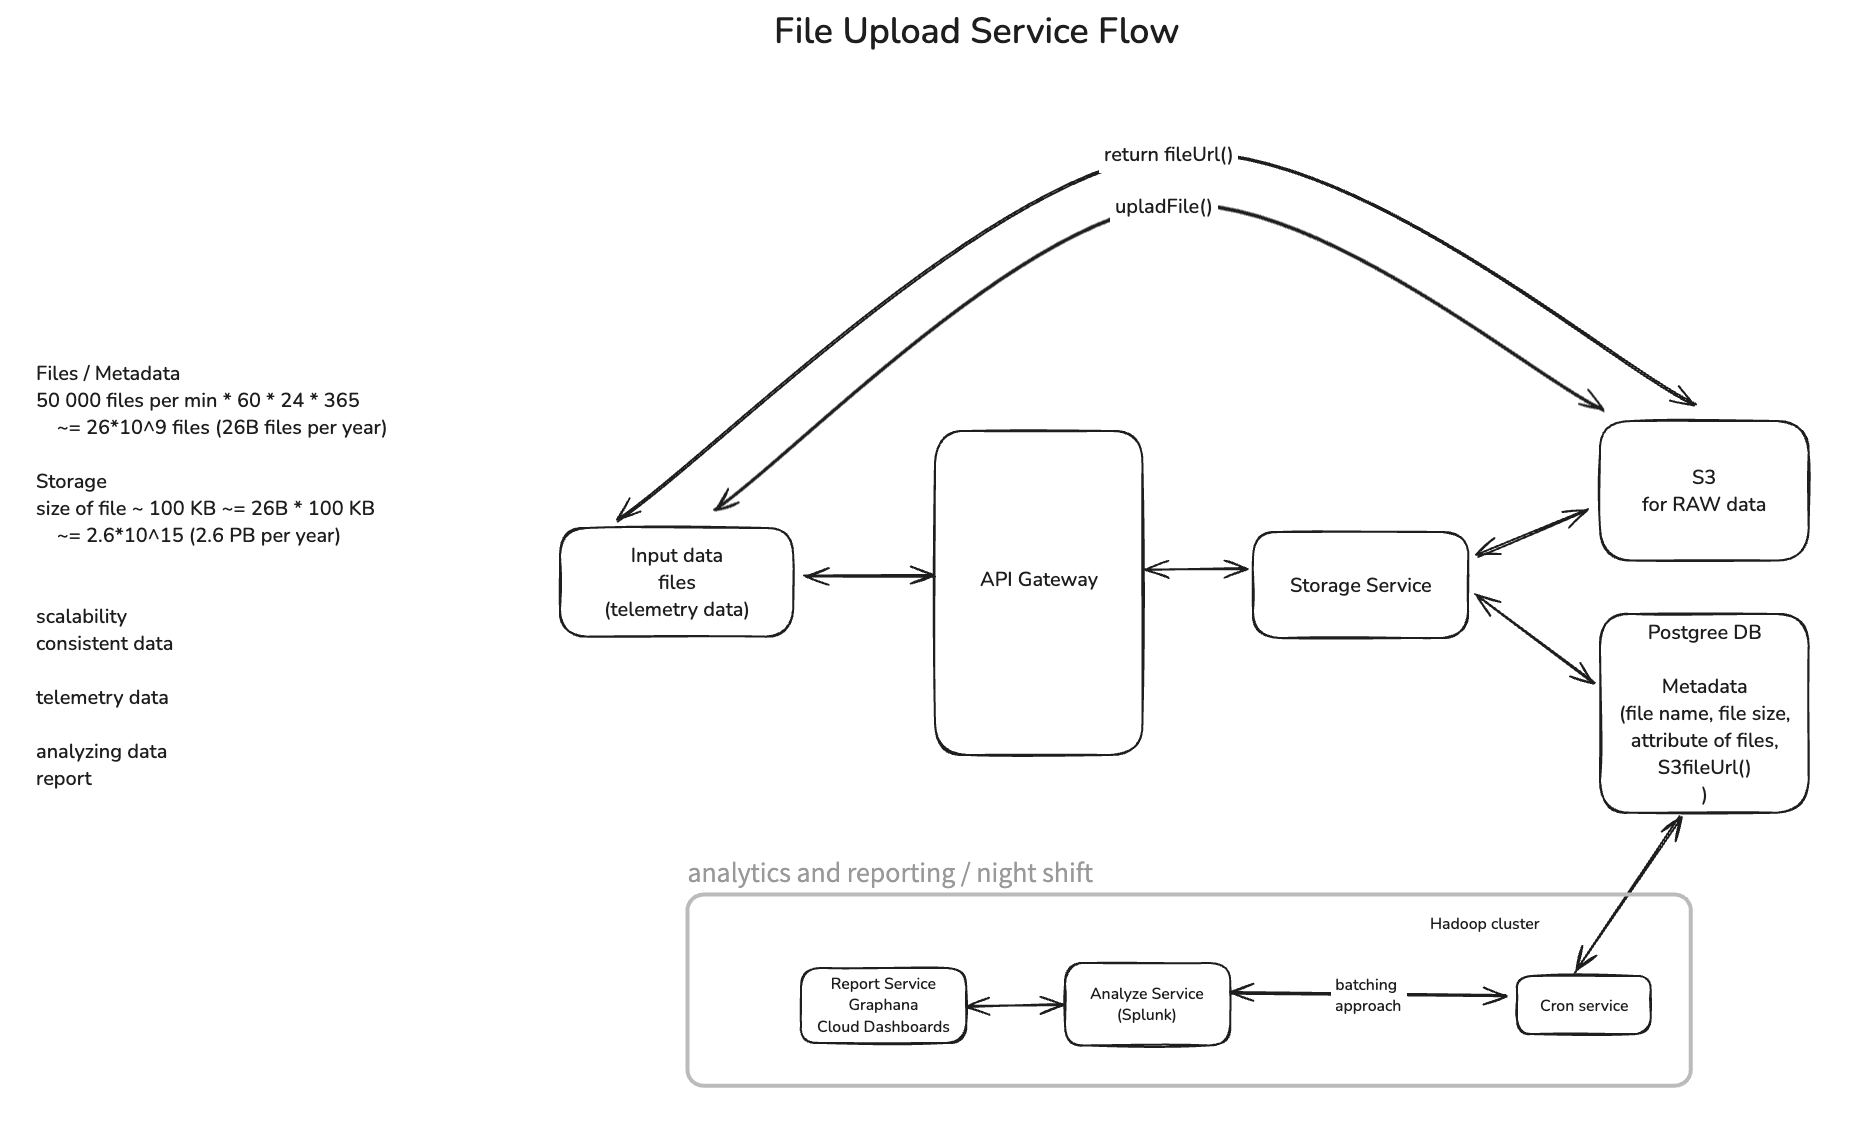 File Upload Service Flow
return fileUrl()
upladFile()
Files / Metadata
50 000 files per min * 60 * 24 * 365
~= 26*10^9 files (26B files per year)
Storage
size of file ~ 100 KB ~= 26B * 100 KB
~= 2.6*10^15 (2.6 PB per year)
scalability
consistent data
telemetry data
analyzing data
report
Input data
files
(telemetry data)
API Gateway
Storage Service
S3
for RAW data
Postgree DB
Metadata
(file name, file size,
attribute of files,
S3fileUrl()
)
analytics and reporting / night shift
Hadoop cluster
Report Service
Graphana
Cloud Dashboards
Analyze Service
(Splunk)
batching
approach
Cron service